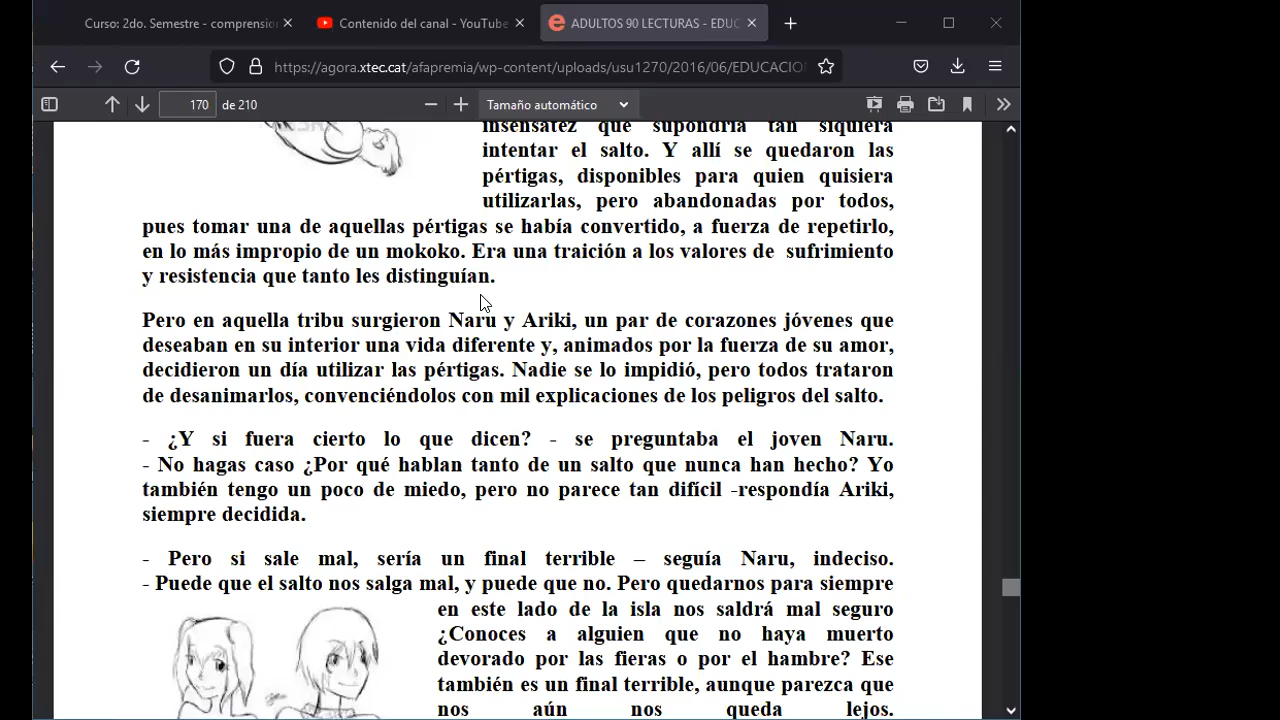 Curso: 2do. Semestre - comprension
Contenido del canal - YouTube
ADULTOS 90 LECTURAS - EDUC
https://agora.xtec.cat/afapremia/wp-content/uploads/usu1270/2016/06/EDUCACIO
170 de 210
Tamaño automático
insensatez que supondría tan siquiera
intentar el salto. Y allí se quedaron las
pértigas, disponibles para quien quisiera
utilizarlas, pero abandonadas por todos,
pues tomar una de aquellas pértigas se había convertido, a fuerza de repetirlo,
en lo más impropio de un mokoko. Era una traición a los valores de sufrimiento
y resistencia que tanto les distinguían.
Pero en aquella tribu surgieron Naru y Ariki, un par de corazones jóvenes que
deseaban en su interior una vida diferente y, animados por la fuerza de su amor,
decidieron un día utilizar las pértigas. Nadie se lo impidió, pero todos trataron
de desanimarlos, convenciéndolos con mil explicaciones de los peligros del salto.
- ¿Y si fuera cierto lo que dicen? - se preguntaba el joven Naru.
- No hagas caso ¿Por qué hablan tanto de un salto que nunca han hecho? Yo
también tengo un poco de miedo, pero no parece tan difícil -respondía Ariki,
siempre decidida.
- Pero si sale mal, sería un final terrible – seguía Naru, indeciso.
- Puede que el salto nos salga mal, y puede que no. Pero quedarnos para siempre
en este lado de la isla nos saldrá mal seguro
¿Conoces a alguien que no haya muerto
devorado por las fieras o por el hambre? Ese
también es un final terrible, aunque parezca que
nos aún nos queda lejos.